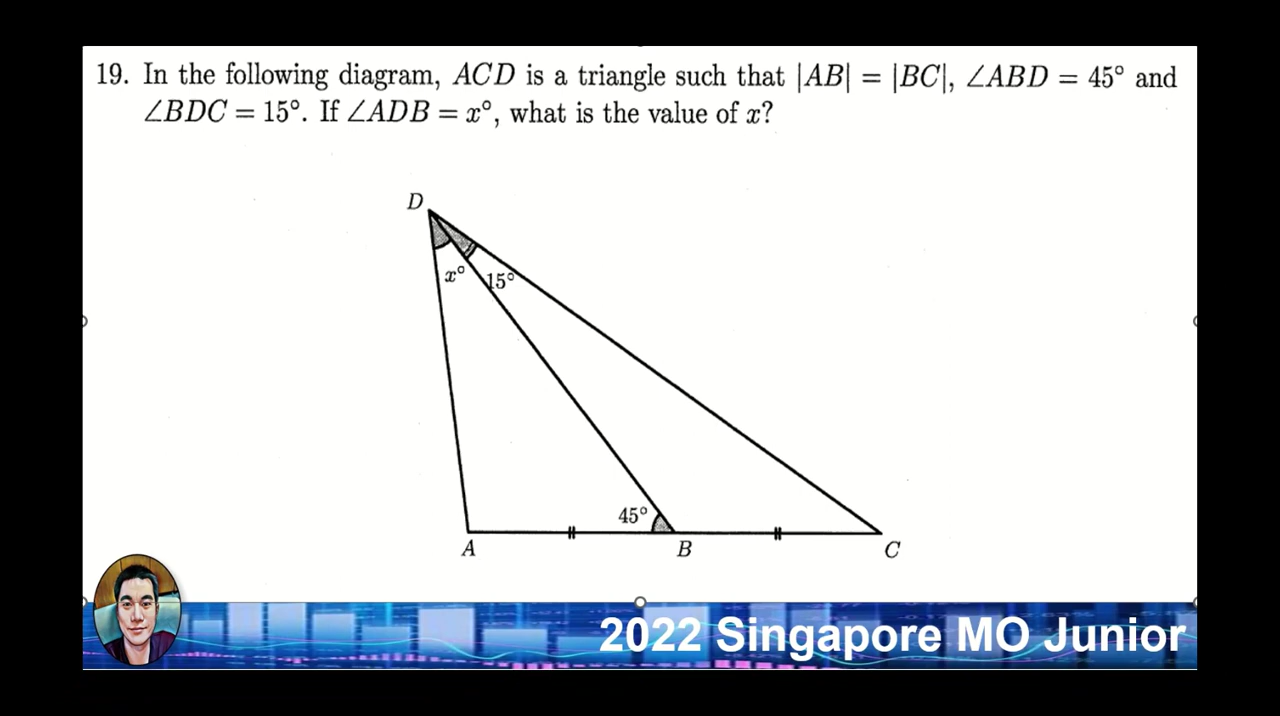 19. In the following diagram, ACD is a triangle such that |AB| = |BC|, ∠ABD = 45° and
∠BDC = 15°. If ∠ADB = x°, what is the value of x?
D
x°
15°
45°
A
B
C
2022 Singapore MO Junior